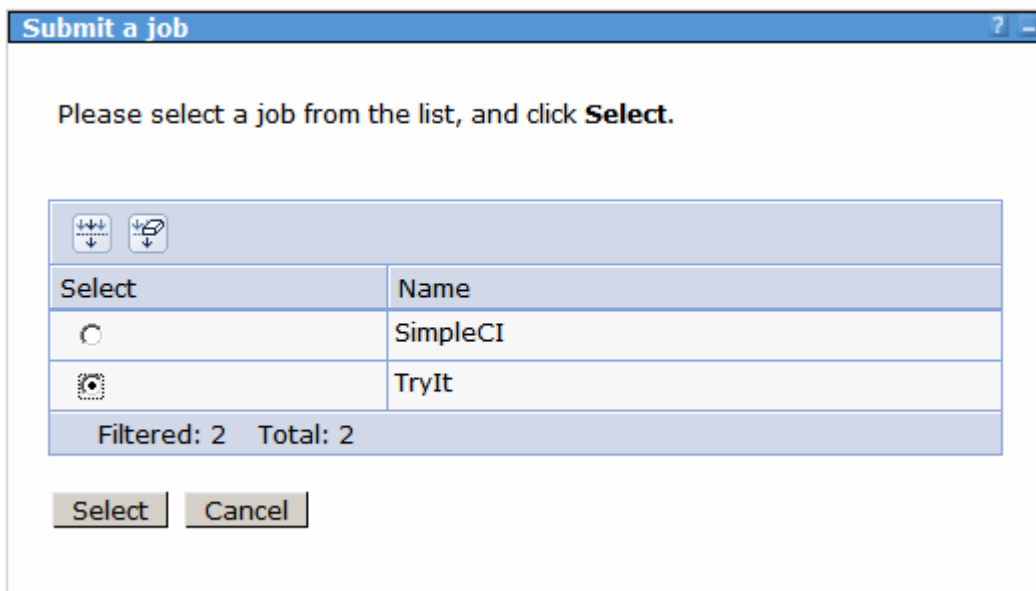 Submit a job ?
Please select a job from the list, and click Select.
Select Name
SimpleCI
TryIt
Filtered: 2 Total: 2
Select Cancel